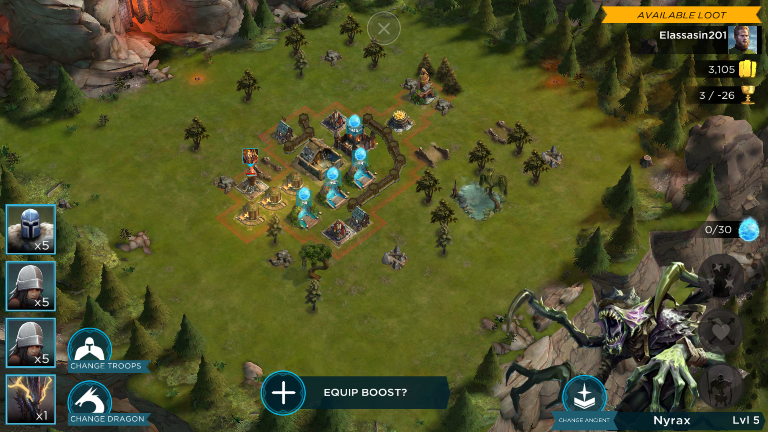 AVAILABLE LOOT
Elassasin201
3,105
3 / -26
0/30
x5
x5
x5
x1
CHANGE TROOPS
CHANGE DRAGON
EQUIP BOOST?
CHANGE ANCIENT
Nyrax
Lvl 5